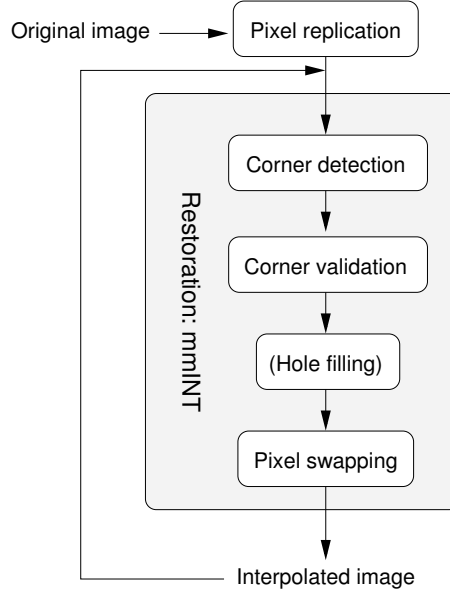 Original image
Pixel replication
Corner detection
Corner validation
(Hole filling)
Pixel swapping
Restoration: mmINT
Interpolated image